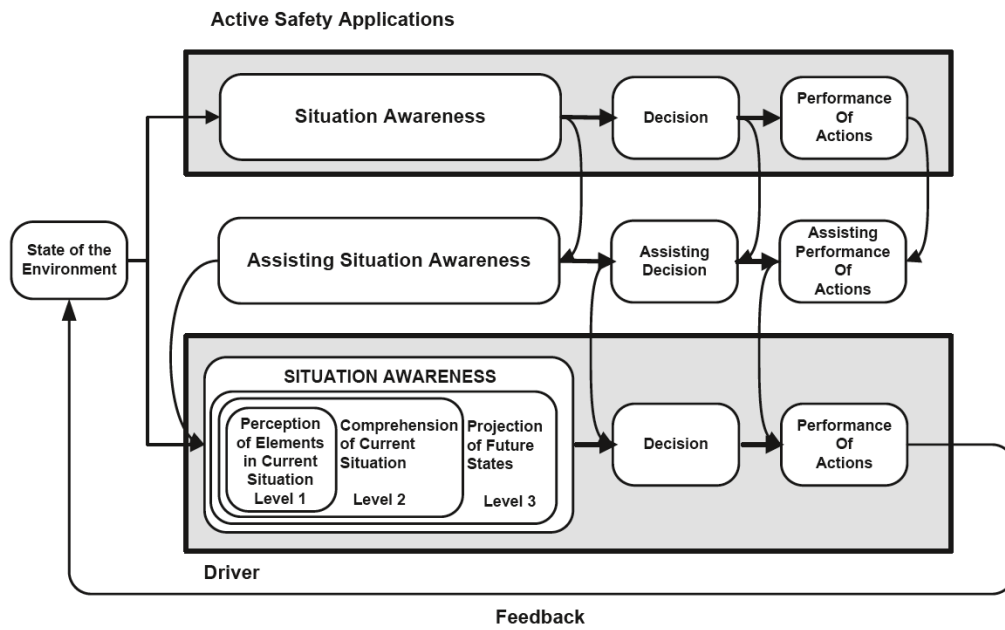 Active Safety Applications
Situation Awareness
Decision
Performance
Of
Actions
State of the
Environment
Assisting Situation Awareness
Assisting
Decision
Assisting
Performance
Of
Actions
SITUATION AWARENESS
Perception
of Elements
in Current
Situation
Level 1
Comprehension
of Current
Situation
Level 2
Projection
of Future
States
Level 3
Decision
Performance
Of
Actions
Driver
Feedback